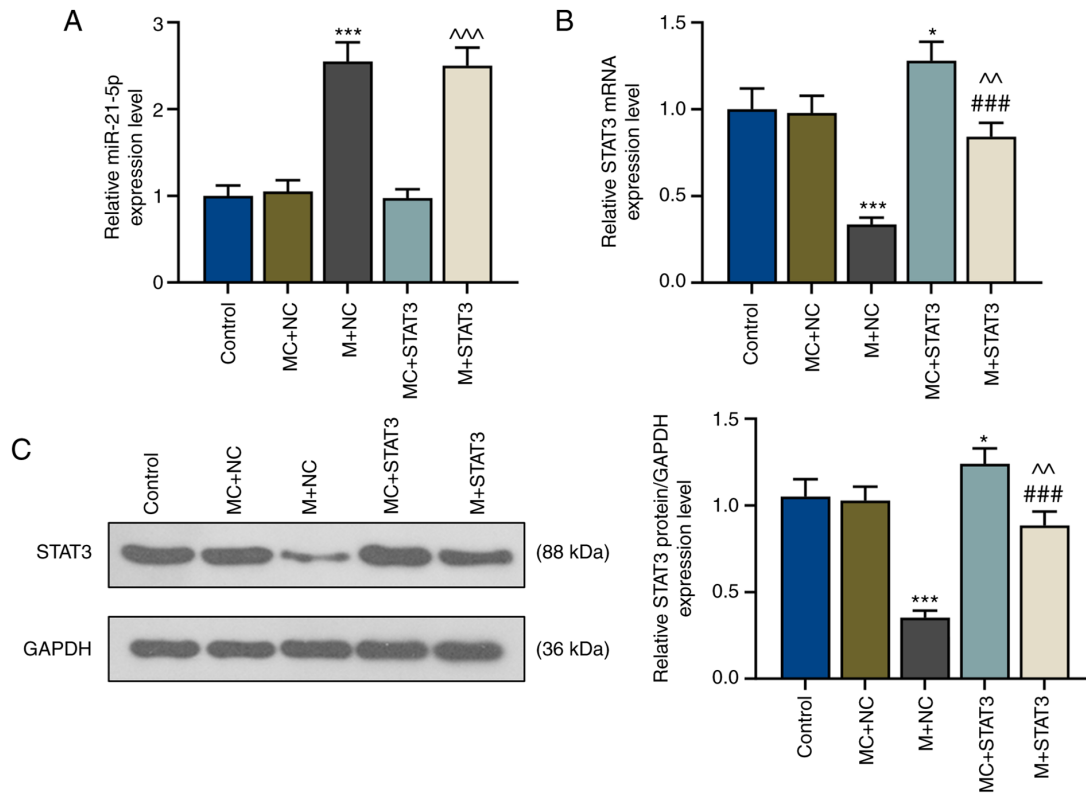 A
Relative miR-21-5p
expression level
3
2
1
0
***
^^^
Control
MC+NC
M+NC
MC+STAT3
M+STAT3
B
Relative STAT3 mRNA
expression level
1.5
1.0
0.5
0.0
***
*
^^
###
Control
MC+NC
M+NC
MC+STAT3
M+STAT3
C
Control
MC+NC
M+NC
MC+STAT3
M+STAT3
STAT3
(88 kDa)
GAPDH
(36 kDa)
Relative STAT3 protein/GAPDH
expression level
1.5
1.0
0.5
0.0
***
*
^^
###
Control
MC+NC
M+NC
MC+STAT3
M+STAT3